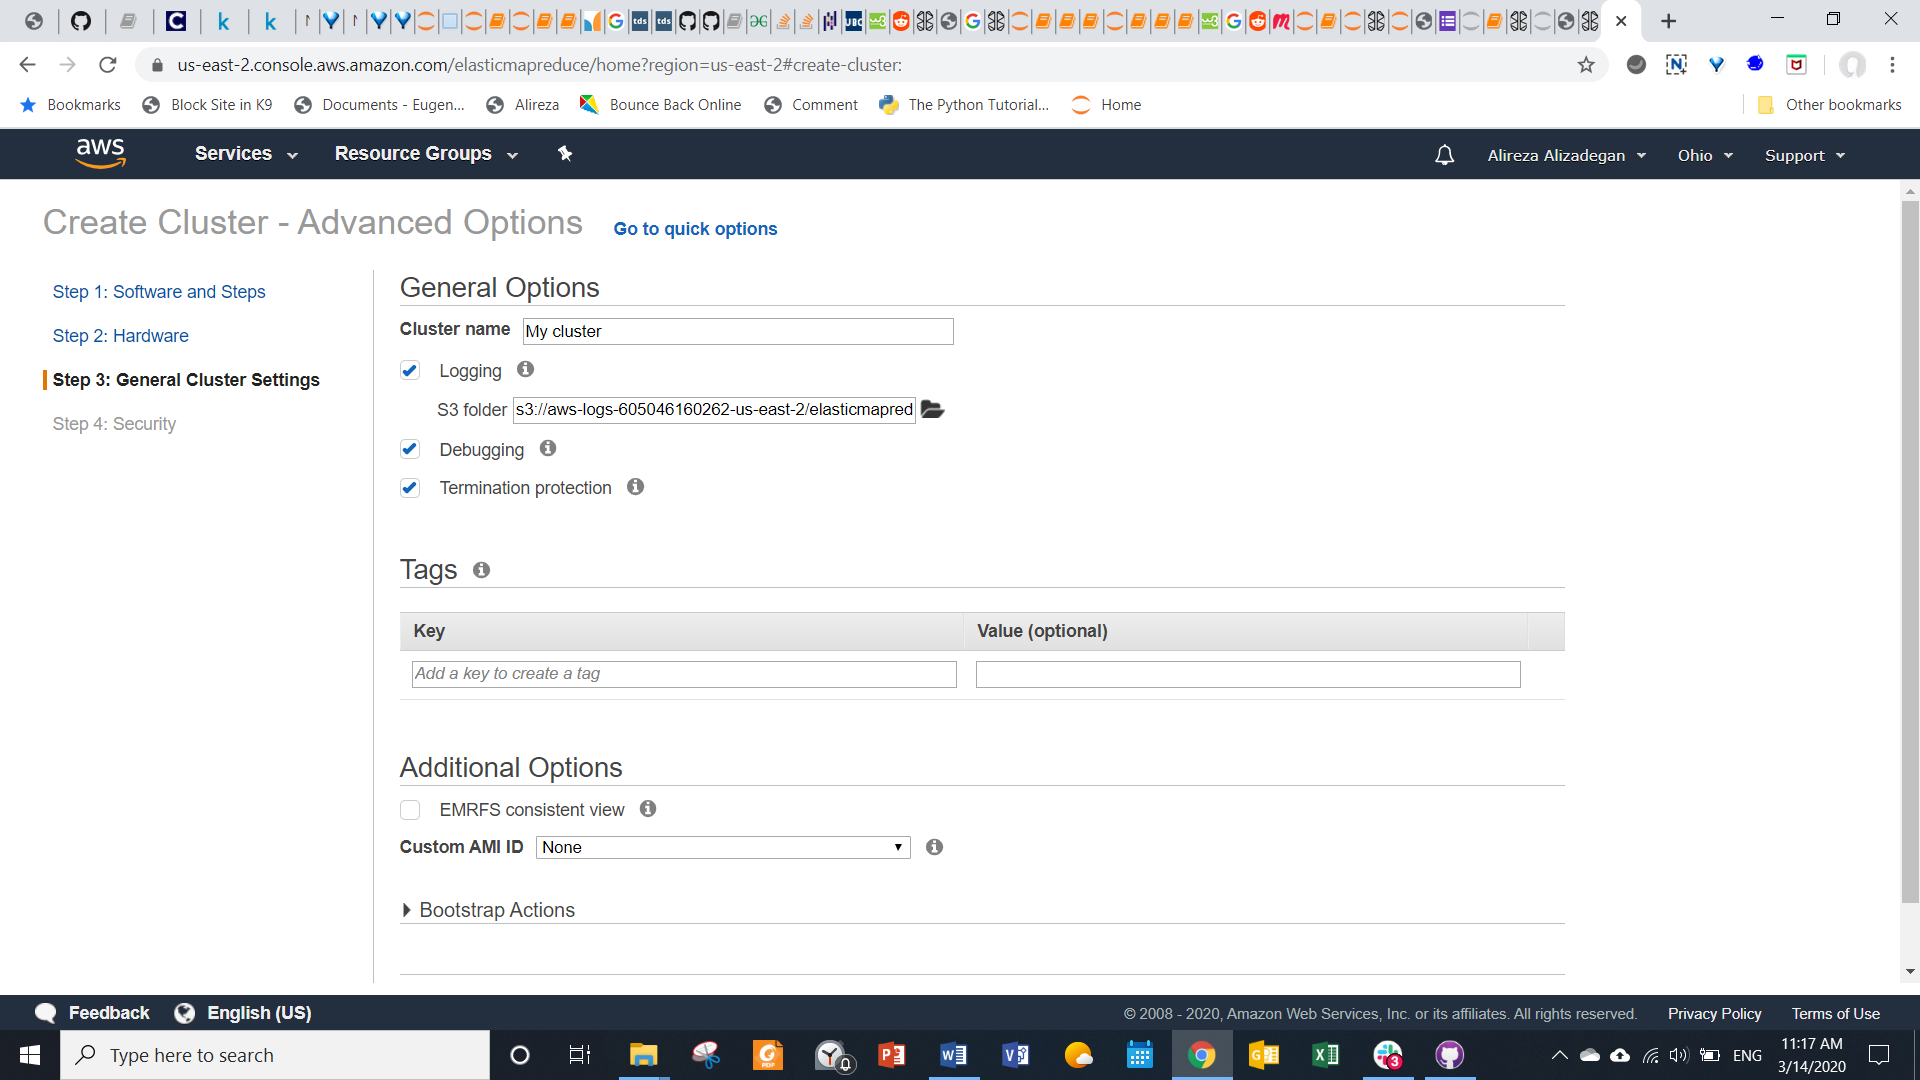 us-east-2.console.aws.amazon.com/elasticmapreduce/home?region=us-east-2#create-cluster:
Bookmarks Block Site in K9 Documents - Eugen... Alireza Bounce Back Online Comment The Python Tutorial... Home Other bookmarks
aws Services Resource Groups Alireza Alizadegan Ohio Support
Create Cluster - Advanced Options Go to quick options
Step 1: Software and Steps
Step 2: Hardware
Step 3: General Cluster Settings
Step 4: Security
General Options
Cluster name My cluster
Logging
S3 folder s3://aws-logs-605046160262-us-east-2/elasticmapred
Debugging
Termination protection
Tags
Key Value (optional)
Add a key to create a tag
Additional Options
EMRFS consistent view
Custom AMI ID None
Bootstrap Actions
Feedback English (US) © 2008 - 2020, Amazon Web Services, Inc. or its affiliates. All rights reserved. Privacy Policy Terms of Use
Type here to search ENG 11:17 AM
3/14/2020